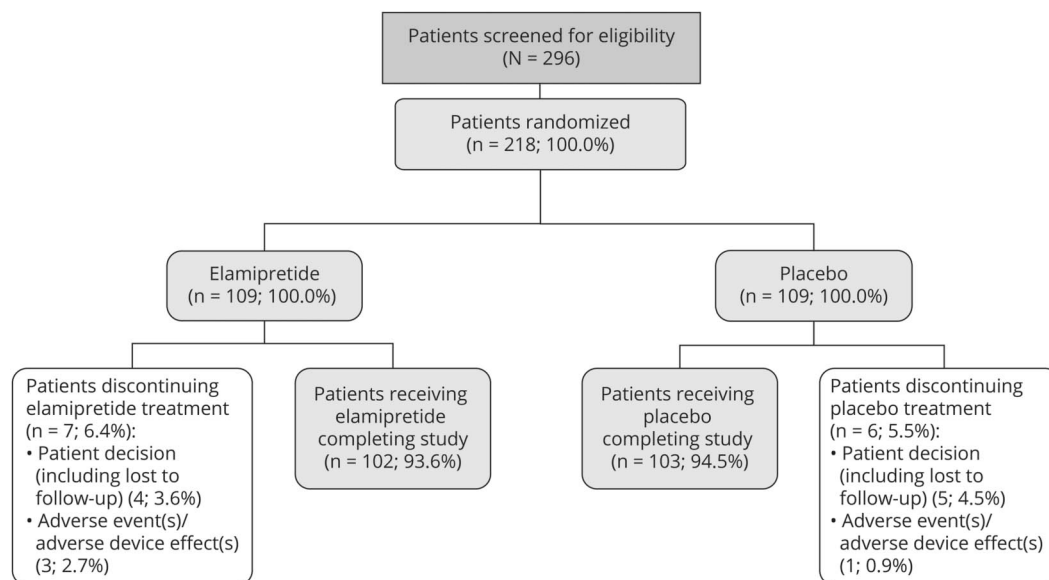 Patients screened for eligibility
(N = 296)
Patients randomized
(n = 218; 100.0%)
Elamipretide
(n = 109; 100.0%)
Placebo
(n = 109; 100.0%)
Patients discontinuing
elamipretide treatment
(n = 7; 6.4%):
• Patient decision
(including lost to
follow-up) (4; 3.6%)
• Adverse event(s)/
adverse device effect(s)
(3; 2.7%)
Patients receiving
elamipretide
completing study
(n = 102; 93.6%)
Patients receiving
placebo
completing study
(n = 103; 94.5%)
Patients discontinuing
placebo treatment
(n = 6; 5.5%):
• Patient decision
(including lost to
follow-up) (5; 4.5%)
• Adverse event(s)/
adverse device effect(s)
(1; 0.9%)